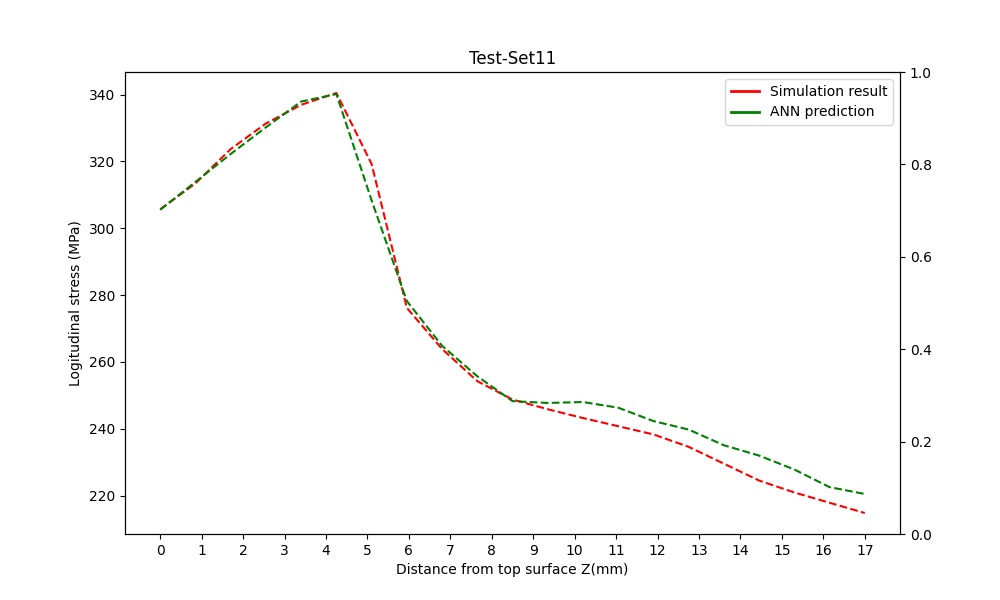 Test-Set11
Simulation result
ANN prediction
340
320
300
280
260
240
220
1.0
0.8
0.6
0.4
0.2
0.0
Logitudinal stress (MPa)
0 1 2 3 4 5 6 7 8 9 10 11 12 13 14 15 16 17
Distance from top surface Z(mm)